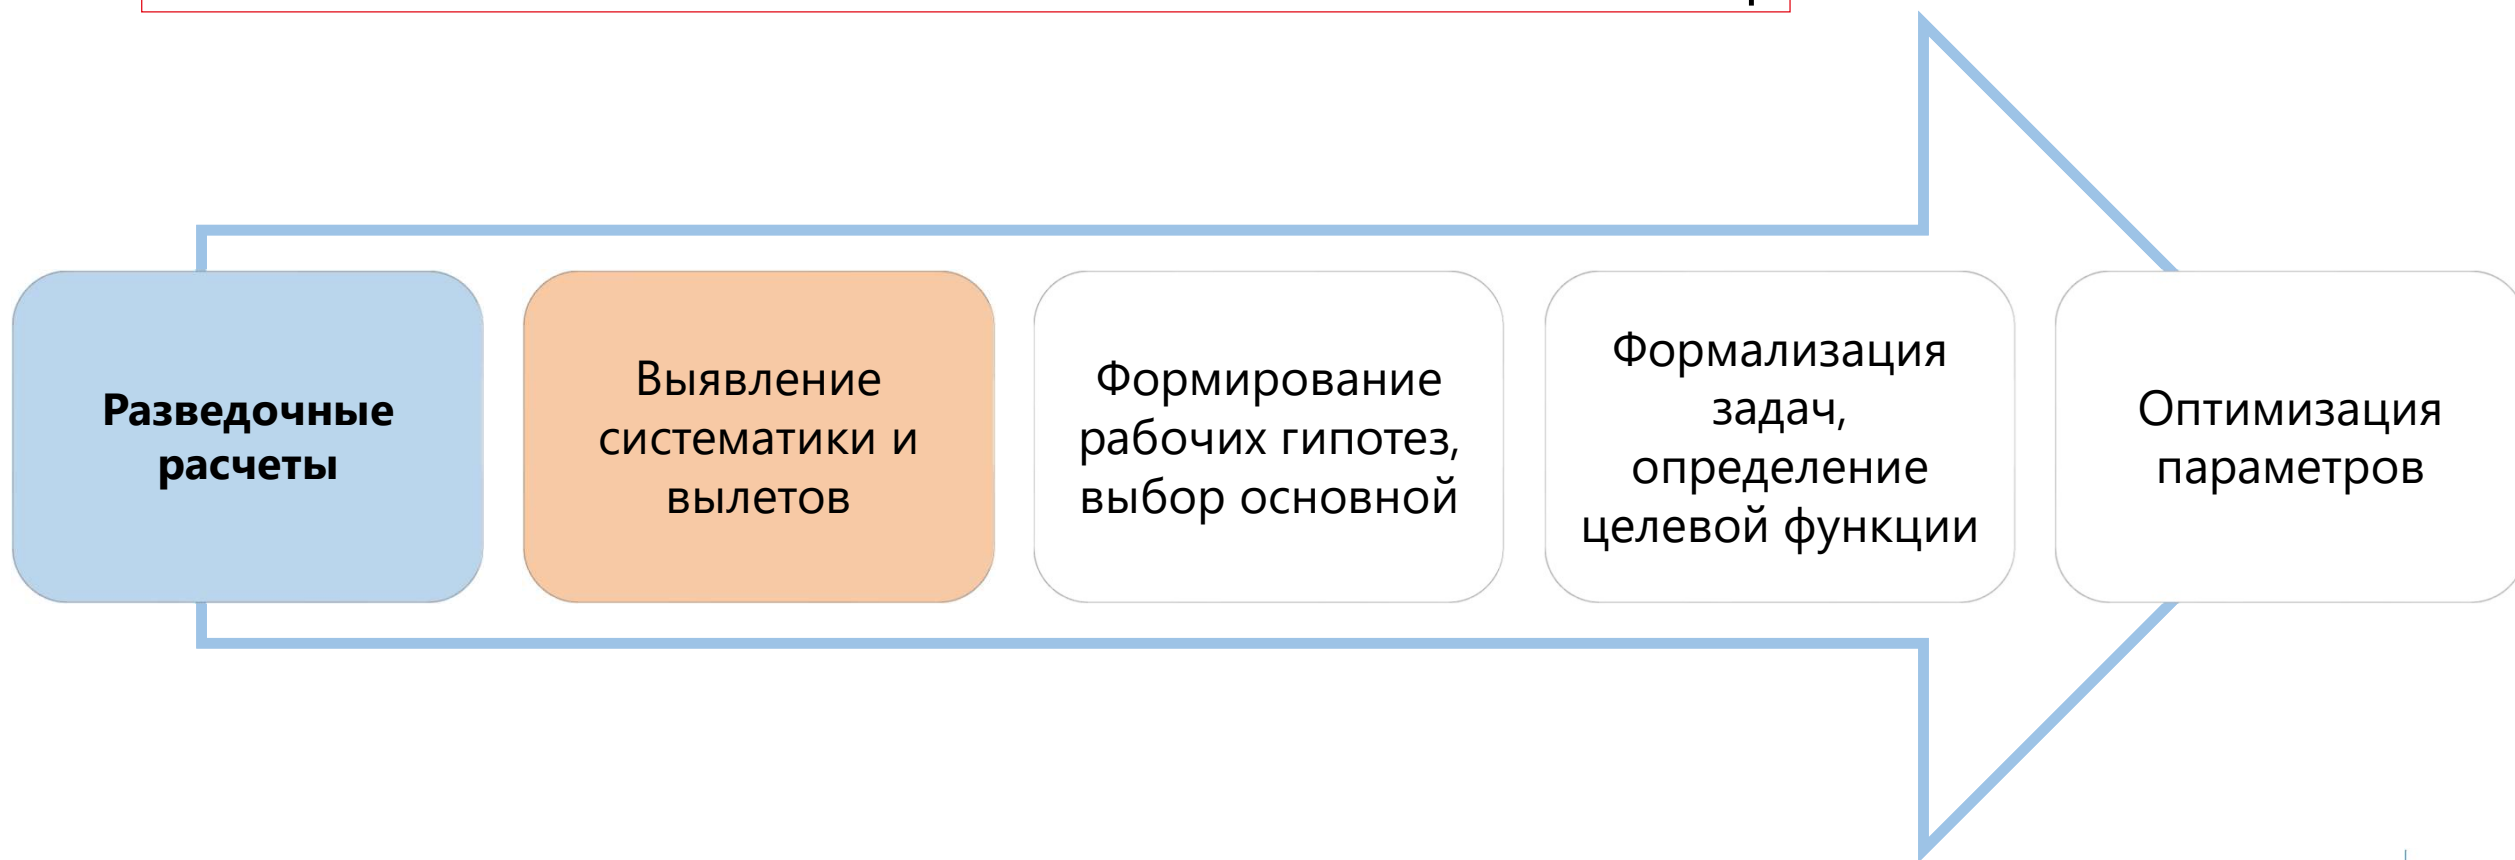 Разведочные
расчеты
Выявление
систематики и
вылетов
Формирование
рабочих гипотез,
выбор основной
Формализация
задач,
определение
целевой функции
Оптимизация
параметров